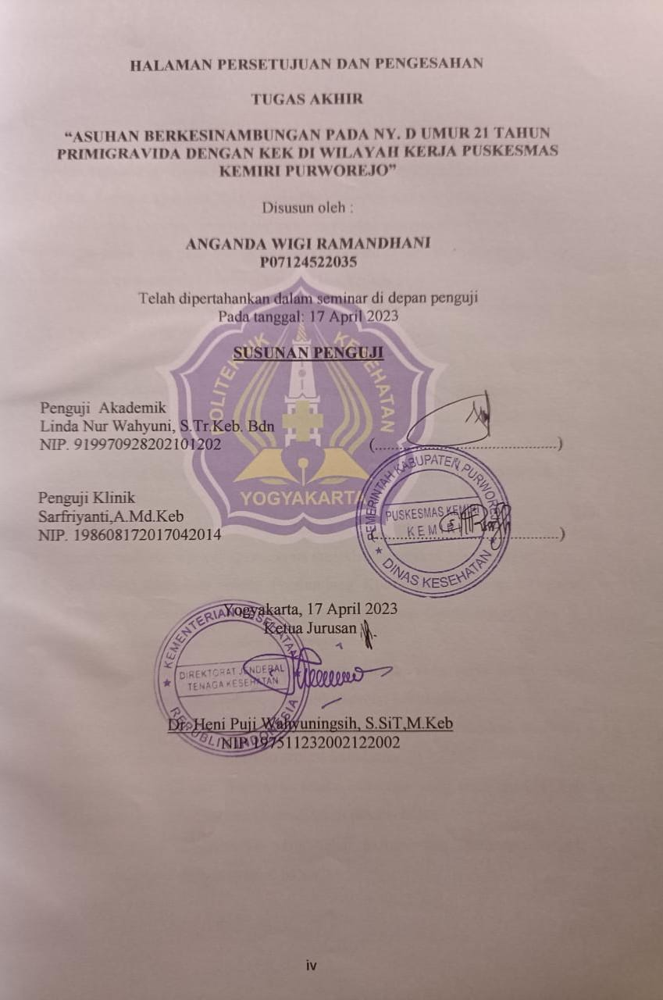 HALAMAN PERSETUJUAN DAN PENGESAHAN
TUGAS AKHIR
“ASUHAN BERKESINAMBUNGAN PADA NY. D UMUR 21 TAHUN
PRIMIGRAVIDA DENGAN KEK DI WILAYAH KERJA PUSKESMAS
KEMIRI PURWOREJO”
Disusun oleh :
ANGANDA WIGI RAMANDHANI
P07124522035
Telah dipertahankan dalam seminar di depan penguji
Pada tanggal: 17 April 2023
SUSUNAN PENGUJI
POLITEKNIK KESEHATAN
YOGYAKARTA
Penguji Akademik
Linda Nur Wahyuni, S.Tr.Keb. Bdn
NIP. 919970928202101202 (........................................)
Penguji Klinik
Sarfriyanti,A.Md.Keb
NIP. 198608172017042014 (........................................)
PEMERINTAH KABUPATEN PURWOREJO
PUSKESMAS KEMIRI
KEMIRI
DINAS KESEHATAN
Yogyakarta, 17 April 2023
Ketua Jurusan
KEMENTERIAN KESEHATAN
DIREKTORAT JENDERAL
TENAGA KESEHATAN
REPUBLIK INDONESIA
Dr. Heni Puji Wahyuningsih, S.SiT,M.Keb
NIP 197511232002122002
iv